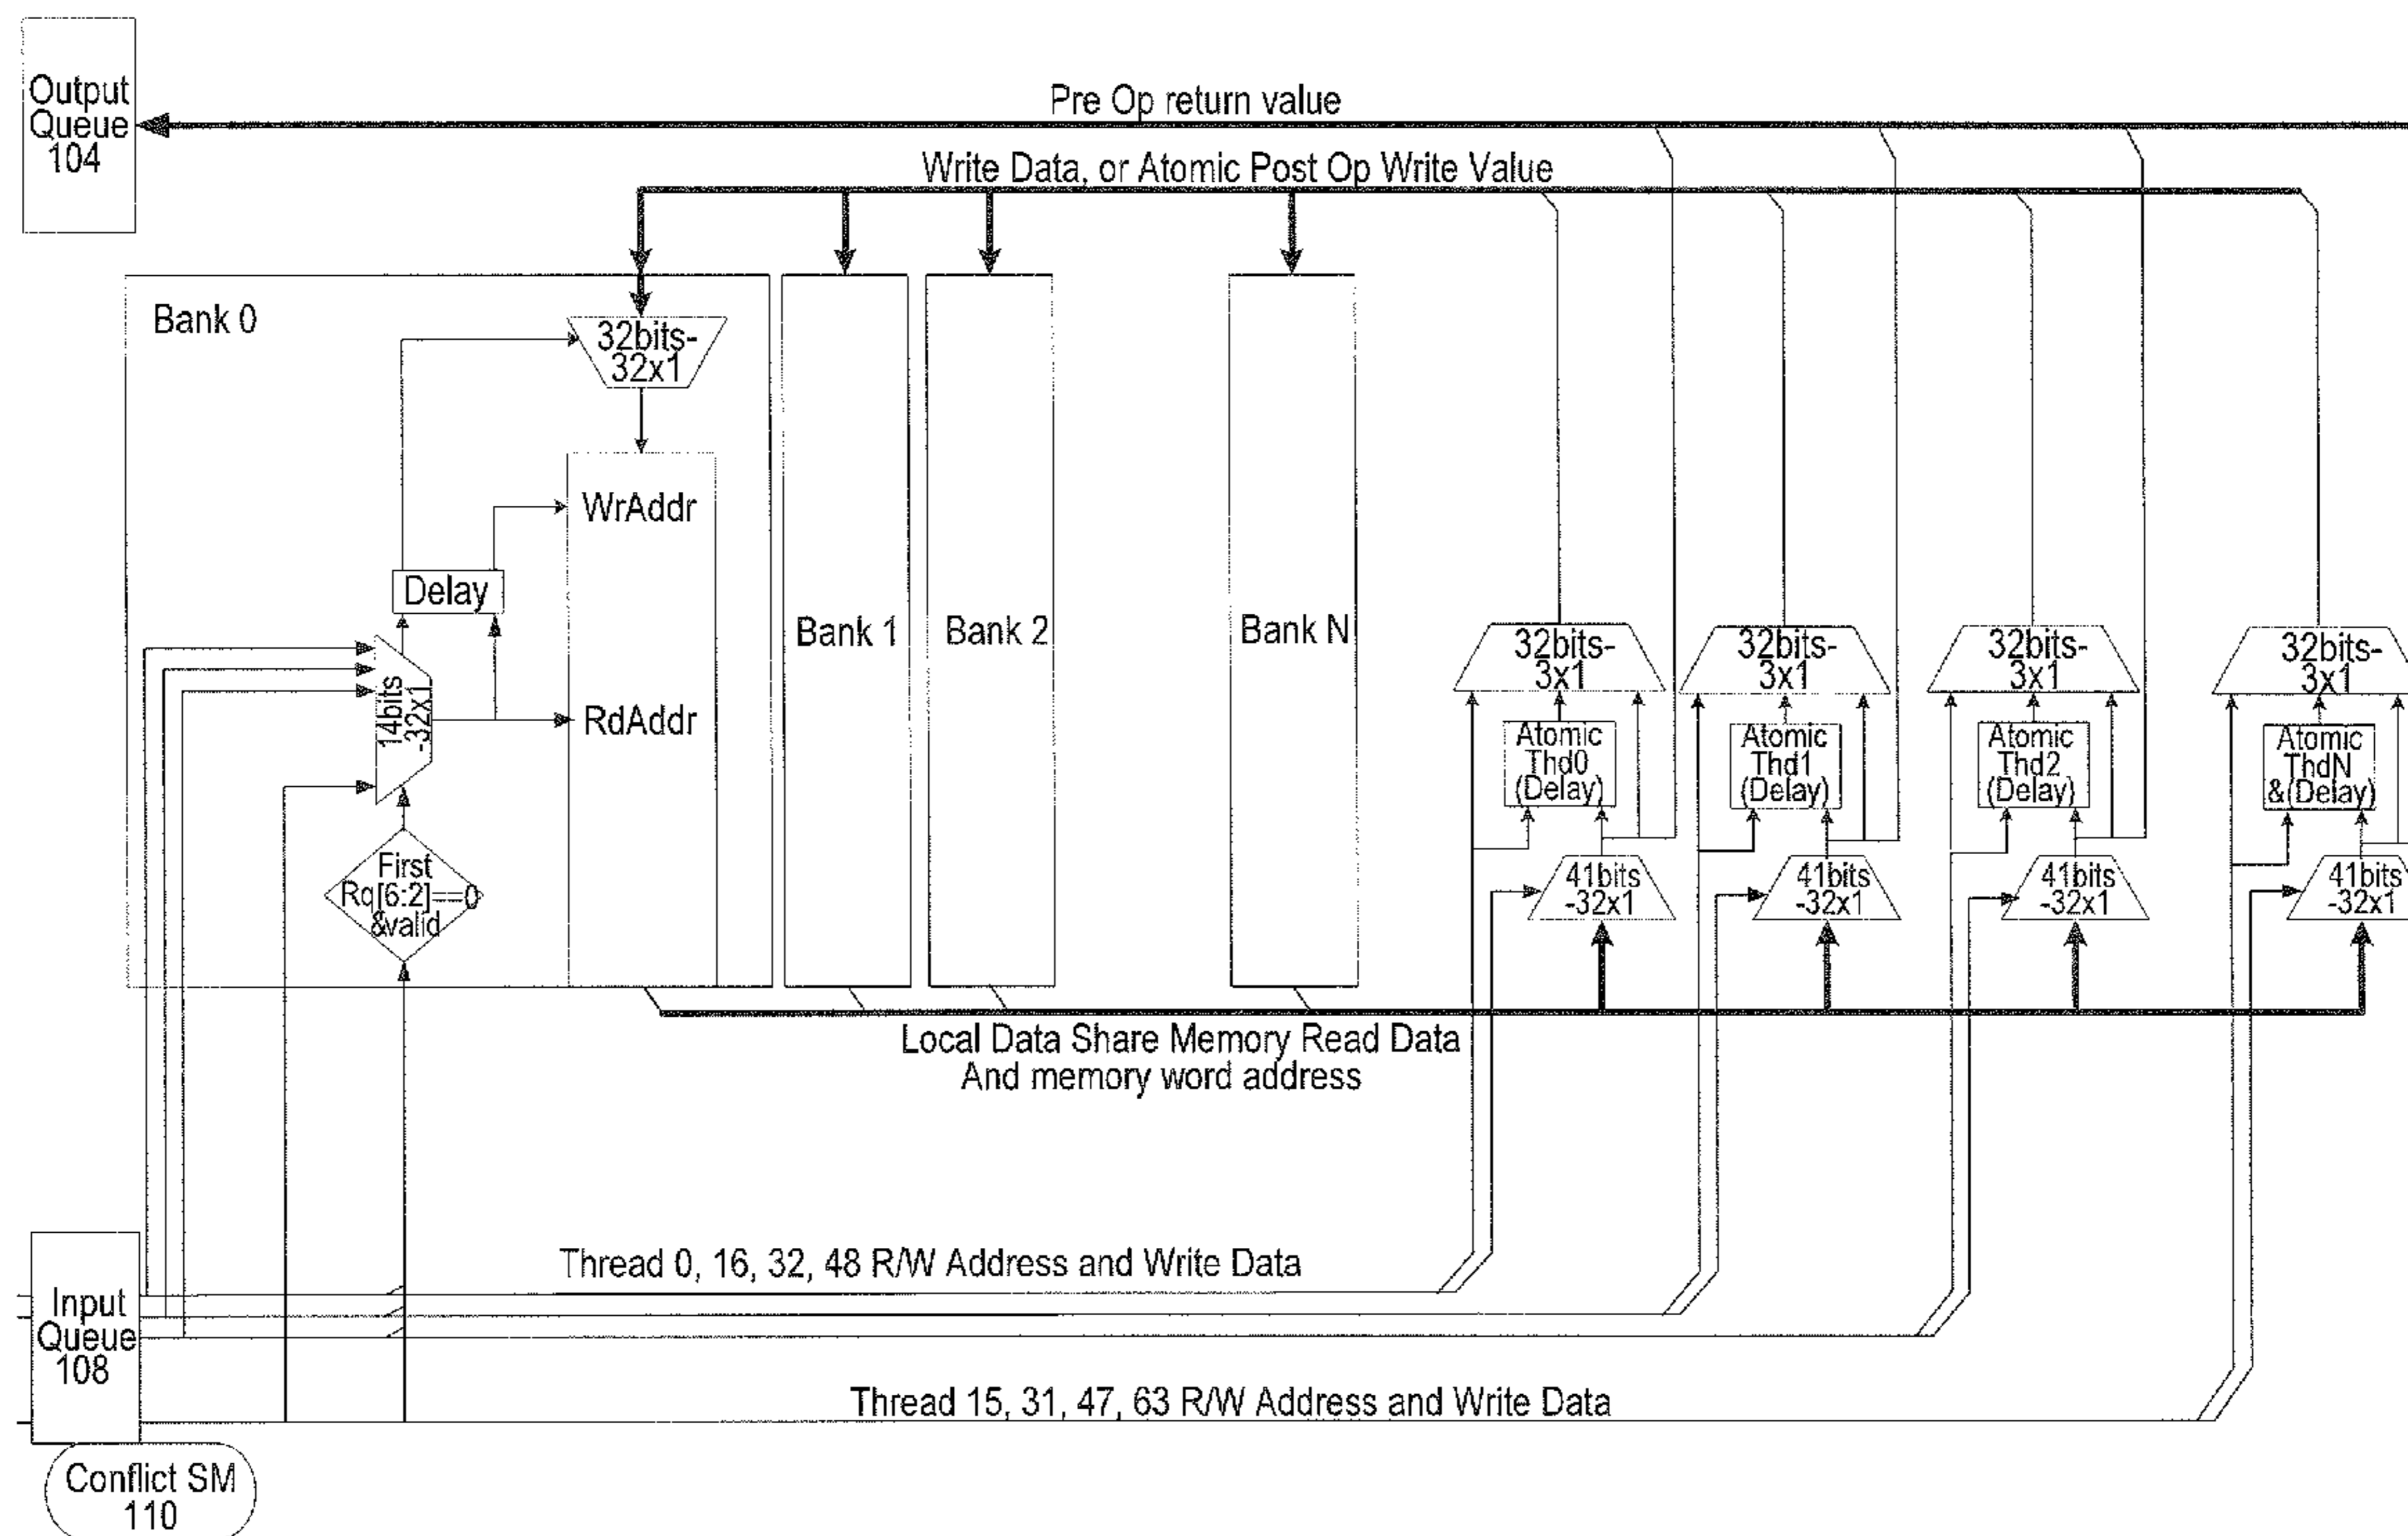 Output
Queue
104
Pre Op return value
Write Data, or Atomic Post Op Write Value
Bank 0
32bits-
32x1
WrAddr
Delay
14bits
-32x1
RdAddr
First
Rq[6:2]==0
&valid
Bank 1
Bank 2
Bank N
32bits-
3x1
32bits-
3x1
32bits-
3x1
32bits-
3x1
Atomic
Thd0
(Delay)
Atomic
Thd1
(Delay)
Atomic
Thd2
(Delay)
Atomic
ThdN
&(Delay)
41bits
-32x1
41bits
-32x1
41bits
-32x1
41bits
-32x1
Local Data Share Memory Read Data
And memory word address
Thread 0, 16, 32, 48 R/W Address and Write Data
Input
Queue
108
Thread 15, 31, 47, 63 R/W Address and Write Data
Conflict SM
110